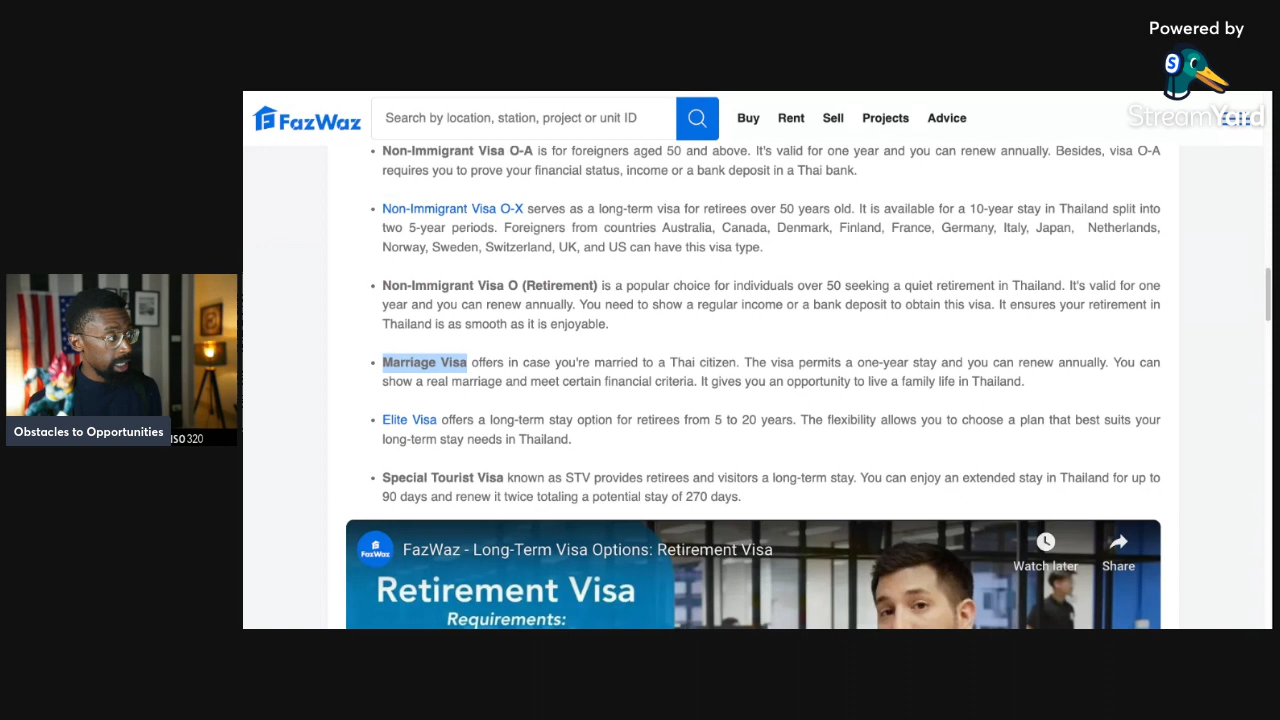 Powered by
S
StreamYard
FazWaz
Search by location, station, project or unit ID
Buy Rent Sell Projects Advice
• Non-Immigrant Visa O-A is for foreigners aged 50 and above. It's valid for one year and you can renew annually. Besides, visa O-A
requires you to prove your financial status, income or a bank deposit in a Thai bank.
• Non-Immigrant Visa O-X serves as a long-term visa for retirees over 50 years old. It is available for a 10-year stay in Thailand split into
two 5-year periods. Foreigners from countries Australia, Canada, Denmark, Finland, France, Germany, Italy, Japan, Netherlands,
Norway, Sweden, Switzerland, UK, and US can have this visa type.
• Non-Immigrant Visa O (Retirement) is a popular choice for individuals over 50 seeking a quiet retirement in Thailand. It's valid for one
year and you can renew annually. You need to show a regular income or a bank deposit to obtain this visa. It ensures your retirement in
Thailand is as smooth as it is enjoyable.
• Marriage Visa offers in case you're married to a Thai citizen. The visa permits a one-year stay and you can renew annually. You can
show a real marriage and meet certain financial criteria. It gives you an opportunity to live a family life in Thailand.
• Elite Visa offers a long-term stay option for retirees from 5 to 20 years. The flexibility allows you to choose a plan that best suits your
long-term stay needs in Thailand.
• Special Tourist Visa known as STV provides retirees and visitors a long-term stay. You can enjoy an extended stay in Thailand for up to
90 days and renew it twice totaling a potential stay of 270 days.
Obstacles to Opportunities
ISO 320
FazWaz
FazWaz - Long-Term Visa Options: Retirement Visa
Watch later
Share
Retirement Visa
Requirements: